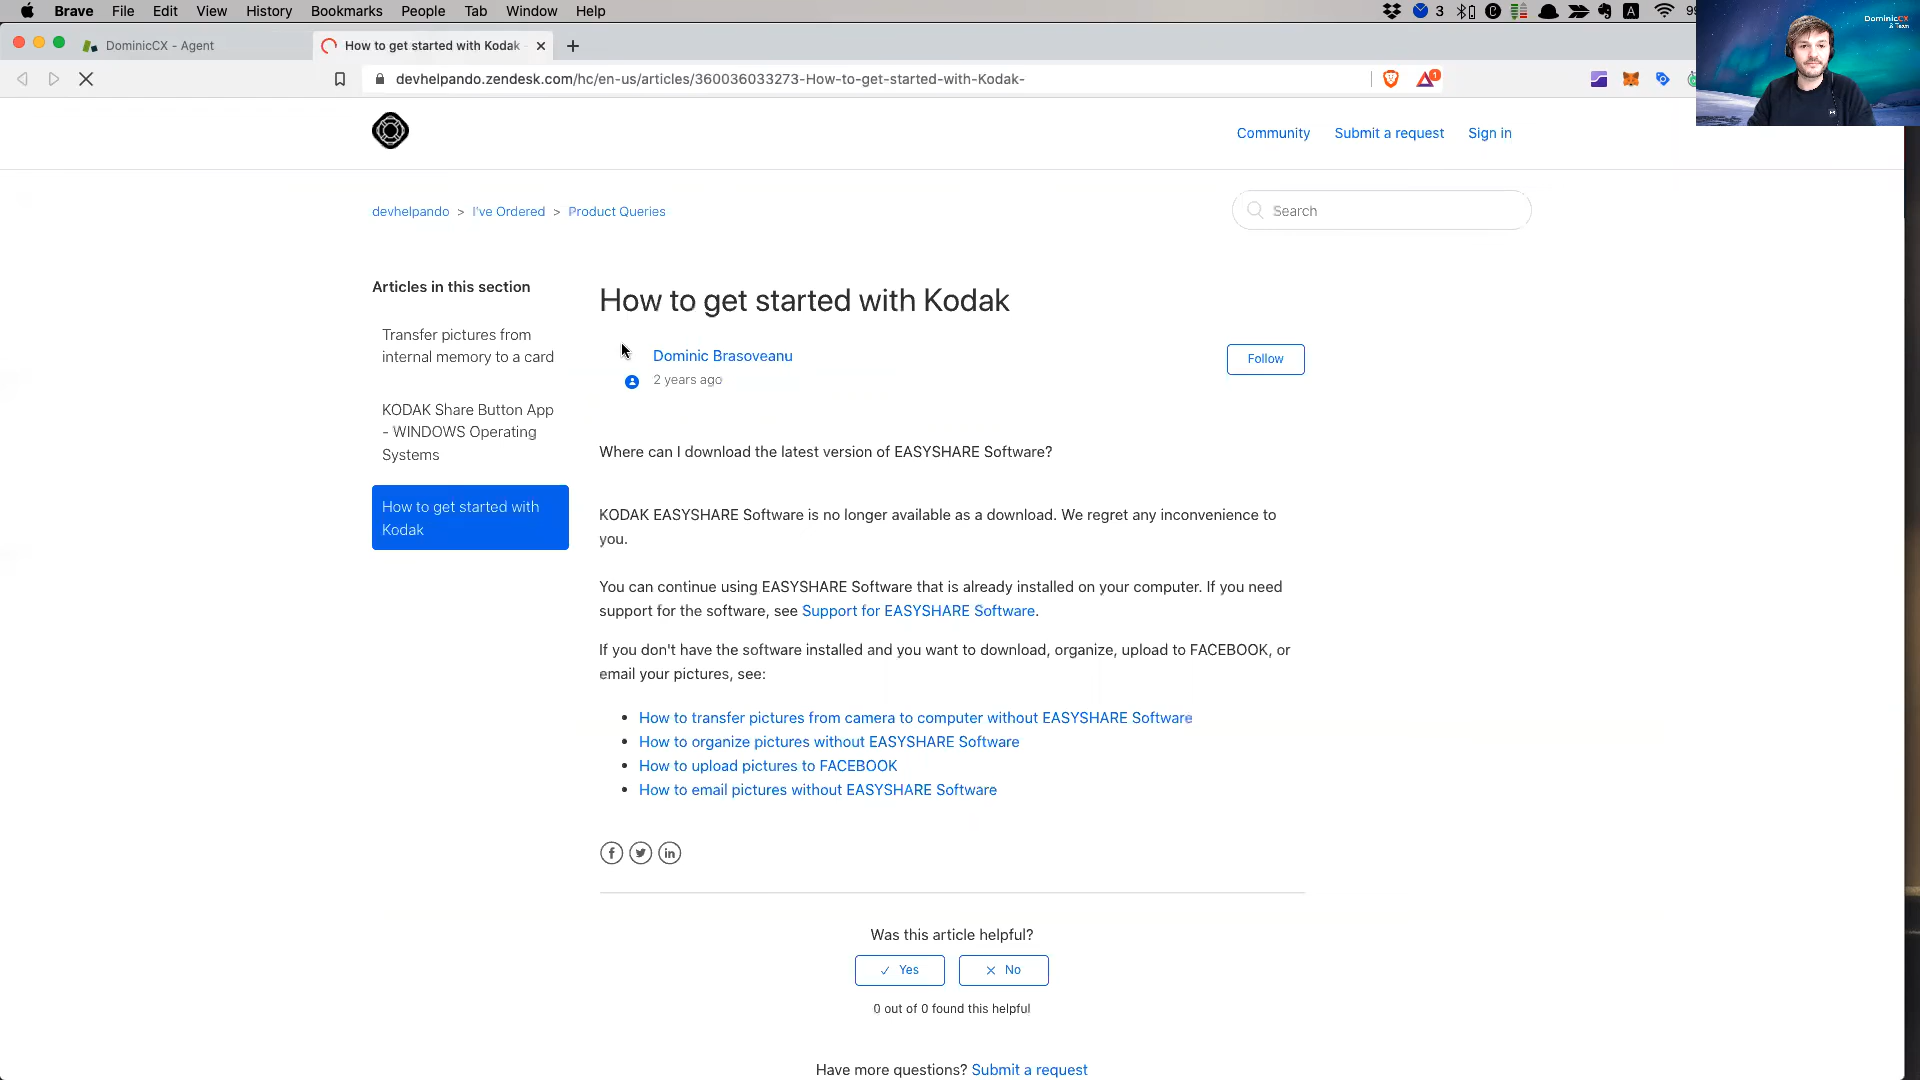 Brave File Edit View History Bookmarks People Tab Window Help
3
DominicCX - Agent
How to get started with Kodak
devhelpando.zendesk.com/hc/en-us/articles/360036033273-How-to-get-started-with-Kodak-
1
DominicCX
& Team
Community Submit a request Sign in
devhelpando > I've Ordered > Product Queries
Search
Articles in this section
Transfer pictures from
internal memory to a card
KODAK Share Button App
- WINDOWS Operating
Systems
How to get started with
Kodak
How to get started with Kodak
Dominic Brasoveanu
2 years ago
Follow
Where can I download the latest version of EASYSHARE Software?
KODAK EASYSHARE Software is no longer available as a download. We regret any inconvenience to
you.
You can continue using EASYSHARE Software that is already installed on your computer. If you need
support for the software, see Support for EASYSHARE Software.
If you don't have the software installed and you want to download, organize, upload to FACEBOOK, or
email your pictures, see:
How to transfer pictures from camera to computer without EASYSHARE Software
How to organize pictures without EASYSHARE Software
How to upload pictures to FACEBOOK
How to email pictures without EASYSHARE Software
Was this article helpful?
Yes No
0 out of 0 found this helpful
Have more questions? Submit a request